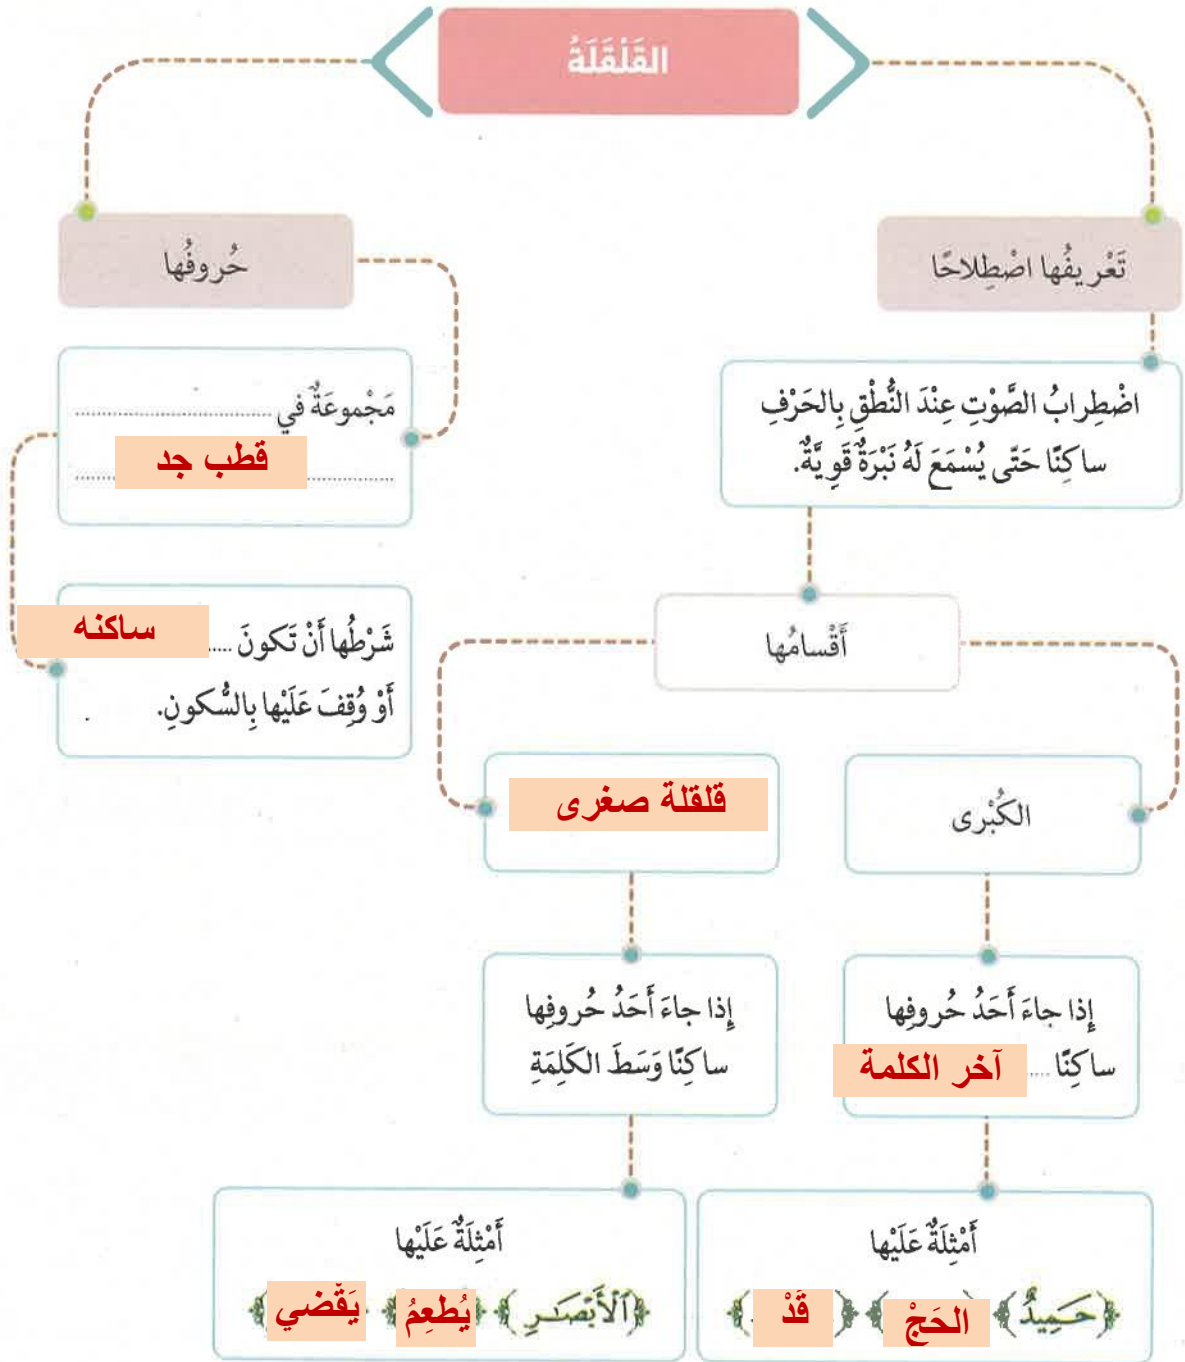 القَلْقَلَةُ
تَعْريفُها اصْطِلاحًا
اضْطِرابُ الصَّوْتِ عِنْدَ النُّطْقِ بِالحَرْفِ
ساكِنًا حَتّى يُسْمَعَ لَهُ نَبْرَةٌ قَوِيَّةٌ.
حُروفُها
مَجْموعَةٌ في ..............................
قطب جد
شَرْطُها أَنْ تَكونَ ..... ساكنه
أَوْ وُقِفَ عَلَيْها بِالسُّكونِ.
أَقْسامُها
الكُبْرى
إِذا جاءَ أَحَدُ حُروفِها
ساكِنًا ..... آخر الكلمة
أَمْثِلَةٌ عَلَيْها
﴿حَمِيدٌ﴾ ﴿الحَجْ﴾ ﴿قَدْ﴾
قلقلة صغرى
إِذا جاءَ أَحَدُ حُروفِها
ساكِنًا وَسَطَ الكَلِمَةِ
أَمْثِلَةٌ عَلَيْها
﴿ٱلْأَبْصَـٰرِ﴾ ﴿يُطعِمُ﴾ ﴿يَقْضي﴾